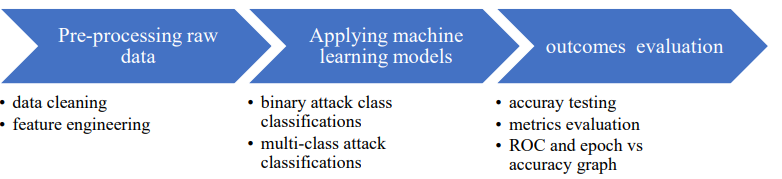 Pre-processing raw
data
• data cleaning
• feature engineering
Applying machine
learning models
• binary attack class
classifications
• multi-class attack
classifications
outcomes evaluation
• accuray testing
• metrics evaluation
• ROC and epoch vs
accuracy graph